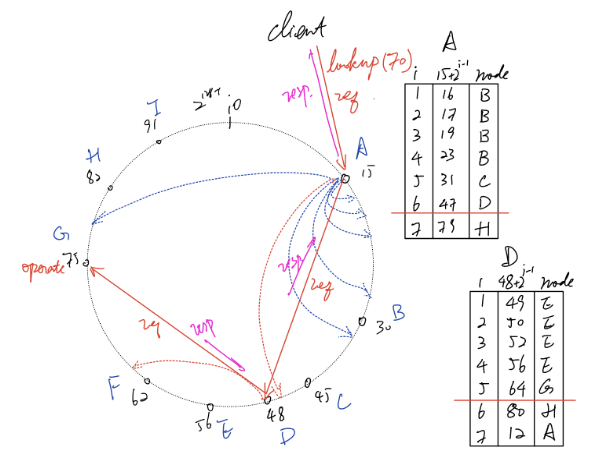 client
lookup(70)
req
resp.
0
I
91
H
82
G
75
operate
F
62
56
E
48
D
45
C
30
B
A
15
resp
req
req
resp
A
i 15+2^i-1 node
1 16 B
2 17 B
3 19 B
4 23 B
5 31 C
6 47 D
7 79 H
D
i 48+2^i-1 node
1 49 E
2 50 E
3 52 E
4 56 E
5 64 G
6 80 H
7 12 A